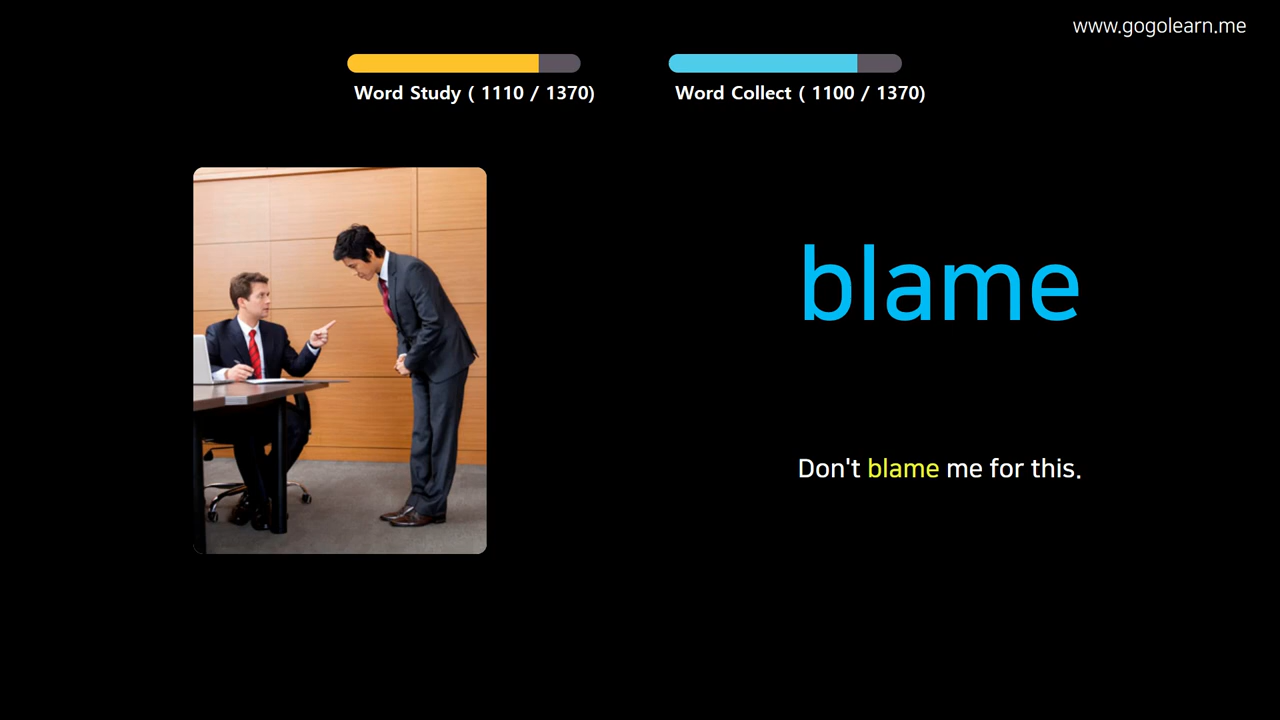 www.gogolearn.me
Word Study ( 1110 / 1370)
Word Collect ( 1100 / 1370)
blame
Don't blame me for this.